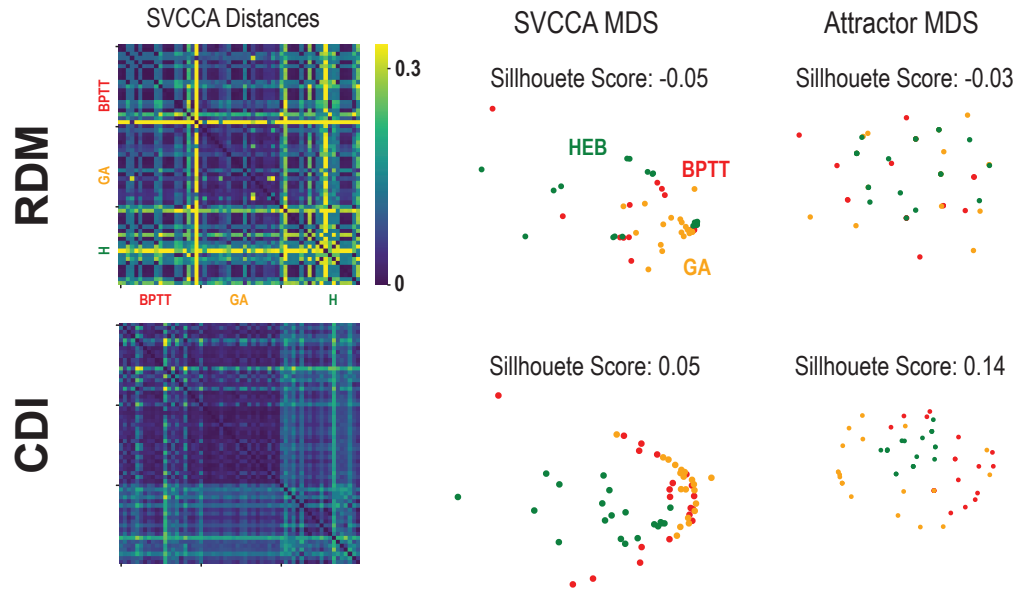 SVCCA Distances
SVCCA MDS
Attractor MDS
RDM
BPTT
GA
H
0.3
0
BPTT
GA
H
Sillhouete Score: -0.05
HEB
BPTT
GA
Sillhouete Score: -0.03
CDI
Sillhouete Score: 0.05
Sillhouete Score: 0.14